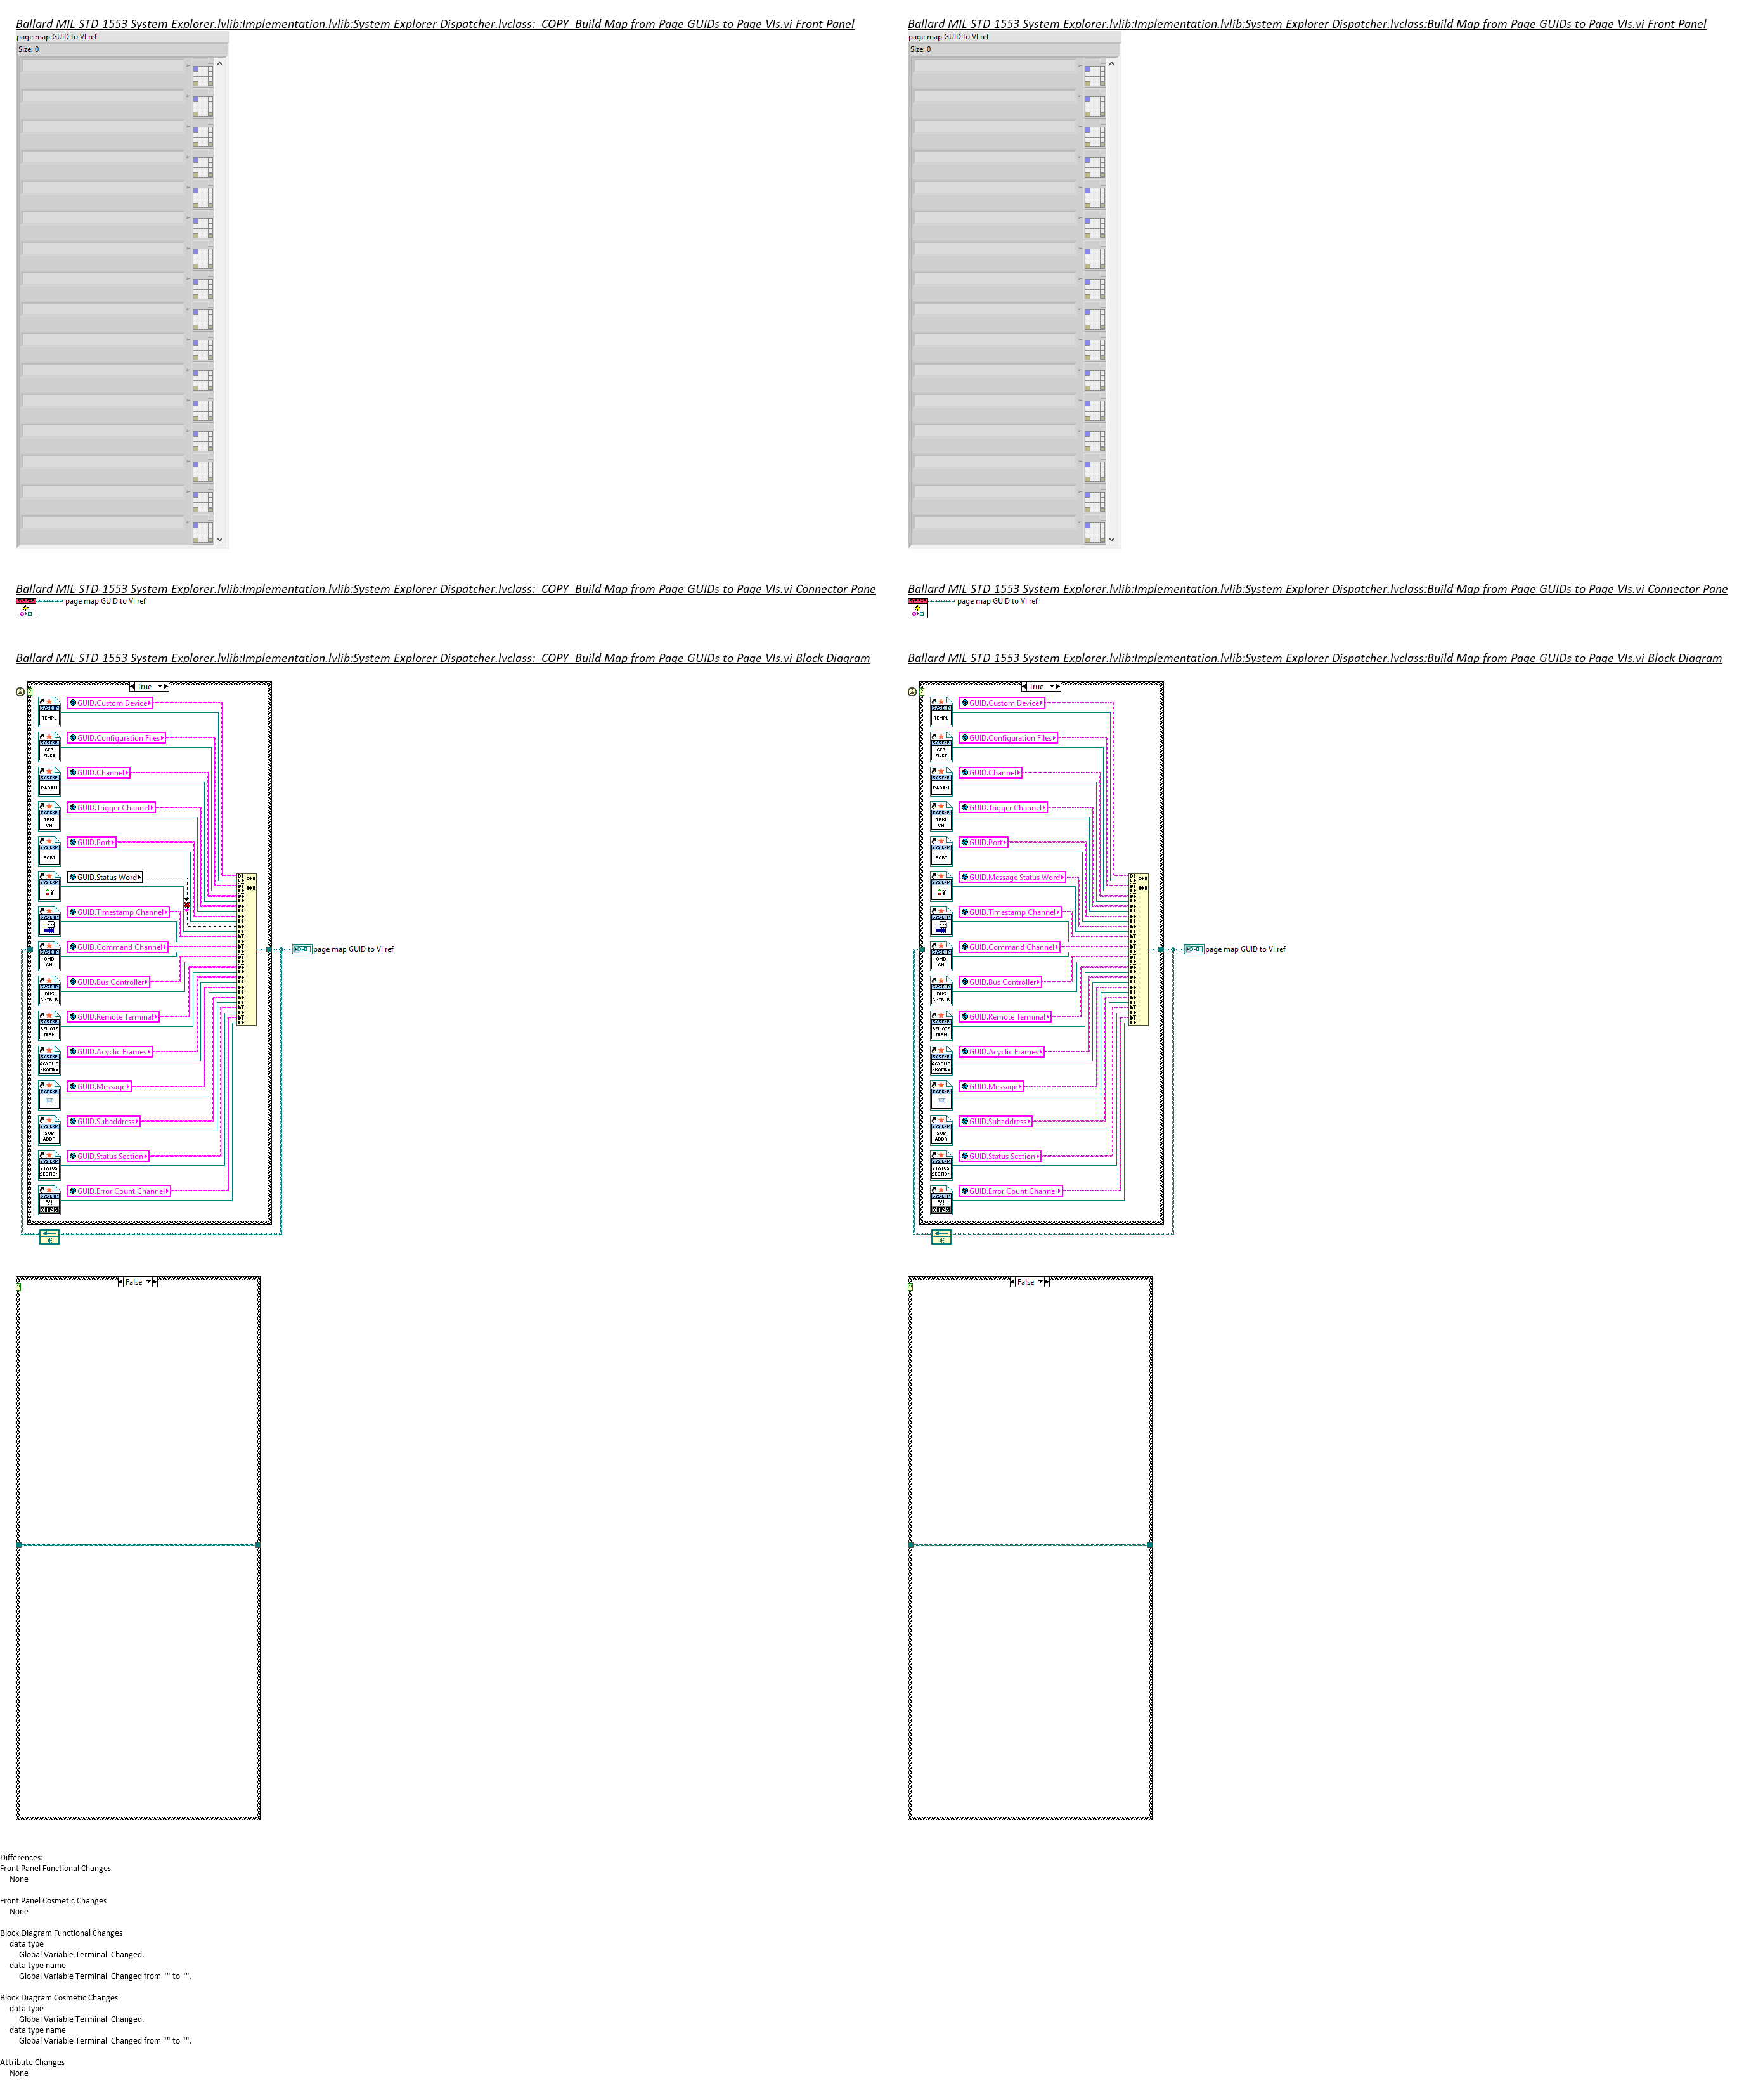 Ballard MIL-STD-1553 System Explorer.lvlib:Implementation.lvlib:System Explorer Dispatcher.lvclass:_COPY_Build Map from Page GUIDs to Page VIs.vi Front Panel
page map GUID to VI ref
Size: 0
Ballard MIL-STD-1553 System Explorer.lvlib:Implementation.lvlib:System Explorer Dispatcher.lvclass:Build Map from Page GUIDs to Page VIs.vi Front Panel
page map GUID to VI ref
Size: 0
Ballard MIL-STD-1553 System Explorer.lvlib:Implementation.lvlib:System Explorer Dispatcher.lvclass:_COPY_Build Map from Page GUIDs to Page VIs.vi Connector Pane
page map GUID to VI ref
Ballard MIL-STD-1553 System Explorer.lvlib:Implementation.lvlib:System Explorer Dispatcher.lvclass:Build Map from Page GUIDs to Page VIs.vi Connector Pane
page map GUID to VI ref
Ballard MIL-STD-1553 System Explorer.lvlib:Implementation.lvlib:System Explorer Dispatcher.lvclass:_COPY_Build Map from Page GUIDs to Page VIs.vi Block Diagram
True
TEMPL
GUID.Custom Device
CFG
FILES
GUID.Configuration Files
PARAM
GUID.Channel
TRIG
CH
GUID.Trigger Channel
PORT
GUID.Port
GUID.Status Word
GUID.Timestamp Channel
CMD
CH
GUID.Command Channel
BUS
CNTRLR
GUID.Bus Controller
REMOTE
TERM
GUID.Remote Terminal
ACYCLIC
FRAMES
GUID.Acyclic Frames
GUID.Message
SUB
ADDR
GUID.Subaddress
STATUS
SECTION
GUID.Status Section
GUID.Error Count Channel
page map GUID to VI ref
False
Ballard MIL-STD-1553 System Explorer.lvlib:Implementation.lvlib:System Explorer Dispatcher.lvclass:Build Map from Page GUIDs to Page VIs.vi Block Diagram
True
TEMPL
GUID.Custom Device
CFG
FILES
GUID.Configuration Files
PARAM
GUID.Channel
TRIG
CH
GUID.Trigger Channel
PORT
GUID.Port
GUID.Message Status Word
GUID.Timestamp Channel
CMD
CH
GUID.Command Channel
BUS
CNTRLR
GUID.Bus Controller
REMOTE
TERM
GUID.Remote Terminal
ACYCLIC
FRAMES
GUID.Acyclic Frames
GUID.Message
SUB
ADDR
GUID.Subaddress
STATUS
SECTION
GUID.Status Section
GUID.Error Count Channel
page map GUID to VI ref
False
Differences:
Front Panel Functional Changes
None
Front Panel Cosmetic Changes
None
Block Diagram Functional Changes
data type
Global Variable Terminal  Changed.
data type name
Global Variable Terminal  Changed from "" to "".
Block Diagram Cosmetic Changes
data type
Global Variable Terminal  Changed.
data type name
Global Variable Terminal  Changed from "" to "".
Attribute Changes
None